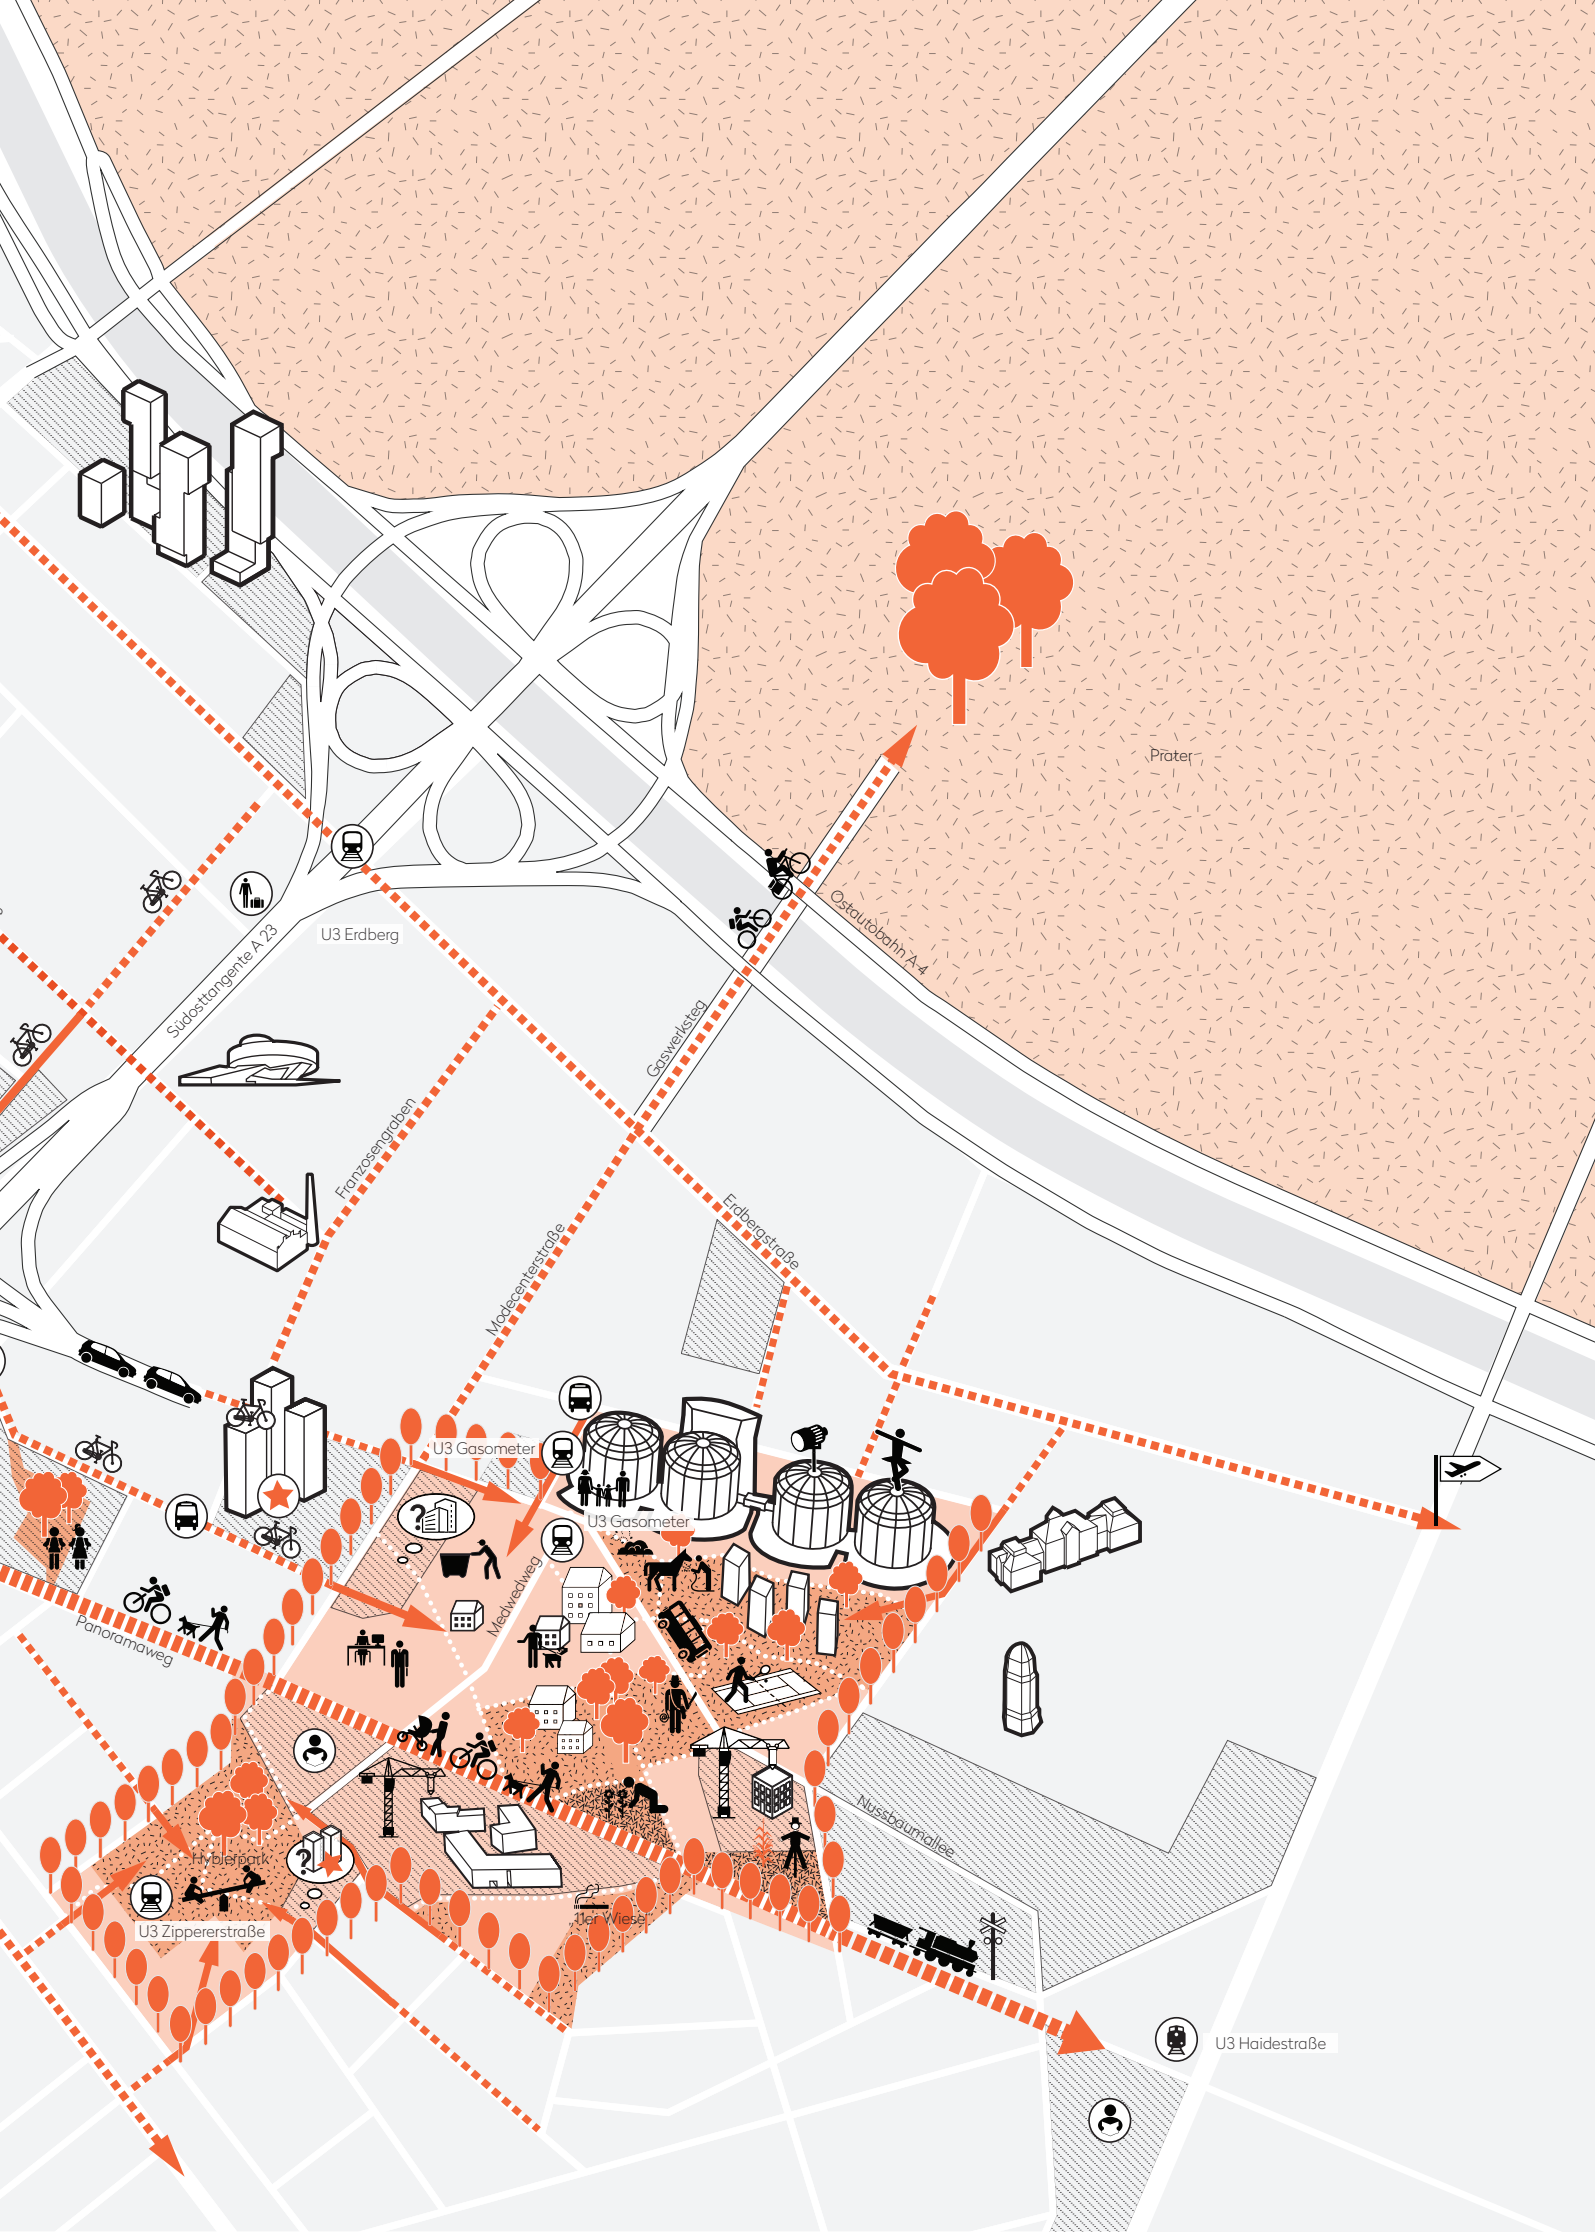 Prater
Ostautobahn A 4
U3 Erdberg
Südosttangente A 23
Gaswerksteg
Franzosengraben
Modecenterstraße
Erdbergstraße
U3 Gasometer
?
U3 Gasometer
Medwedweg
Panoramaweg
Nussbaumallee
Hyblerpark
?
11er Wiese
U3 Zippererstraße
U3 Haidestraße